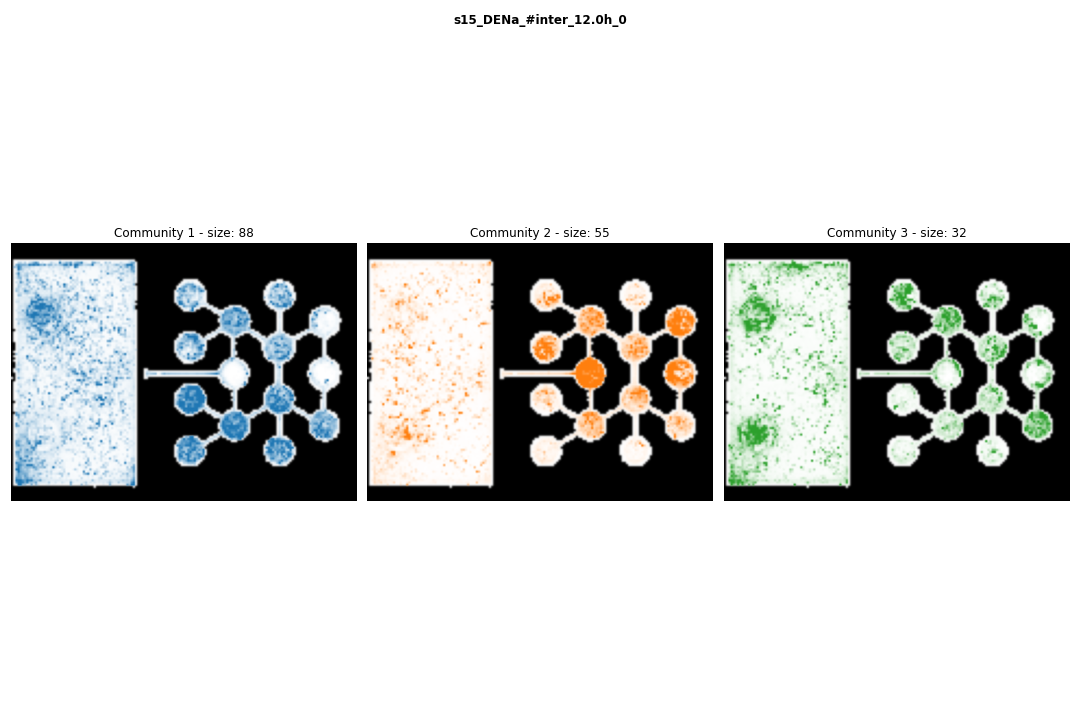 s15_DENa_#inter_12.0h_0
Community 1 - size: 88
Community 2 - size: 55
Community 3 - size: 32